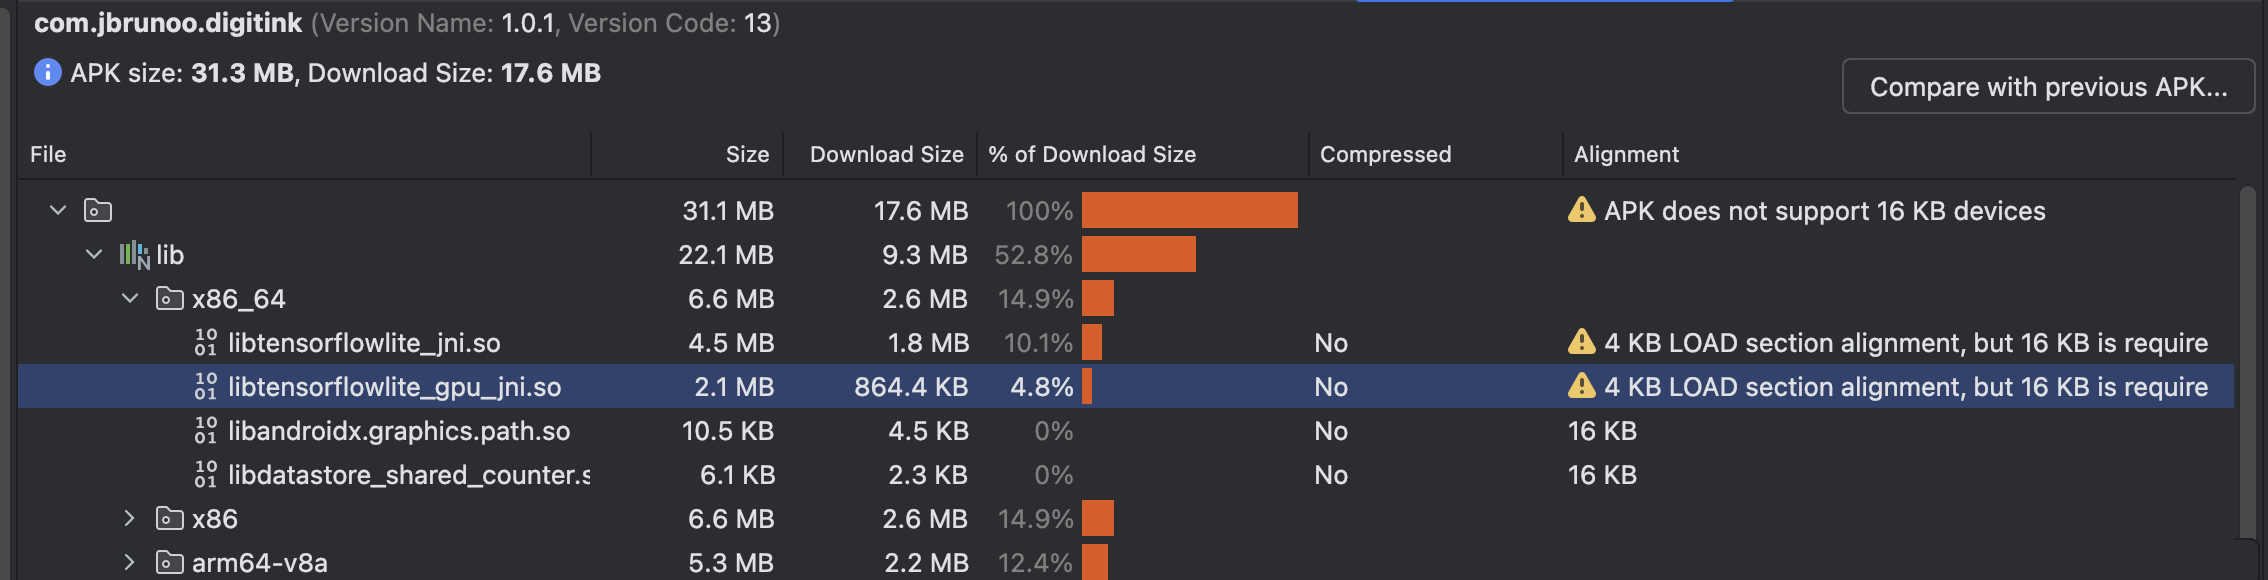 com.jbrunoo.digitink (Version Name: 1.0.1, Version Code: 13)
APK size: 31.3 MB, Download Size: 17.6 MB
Compare with previous APK...
File Size Download Size % of Download Size Compressed Alignment
31.1 MB 17.6 MB 100% APK does not support 16 KB devices
lib 22.1 MB 9.3 MB 52.8%
x86_64 6.6 MB 2.6 MB 14.9%
libtensorflowlite_jni.so 4.5 MB 1.8 MB 10.1% No 4 KB LOAD section alignment, but 16 KB is require
libtensorflowlite_gpu_jni.so 2.1 MB 864.4 KB 4.8% No 4 KB LOAD section alignment, but 16 KB is require
libandroidx.graphics.path.so 10.5 KB 4.5 KB 0% No 16 KB
libdatastore_shared_counter.s 6.1 KB 2.3 KB 0% No 16 KB
x86 6.6 MB 2.6 MB 14.9%
arm64-v8a 5.3 MB 2.2 MB 12.4%